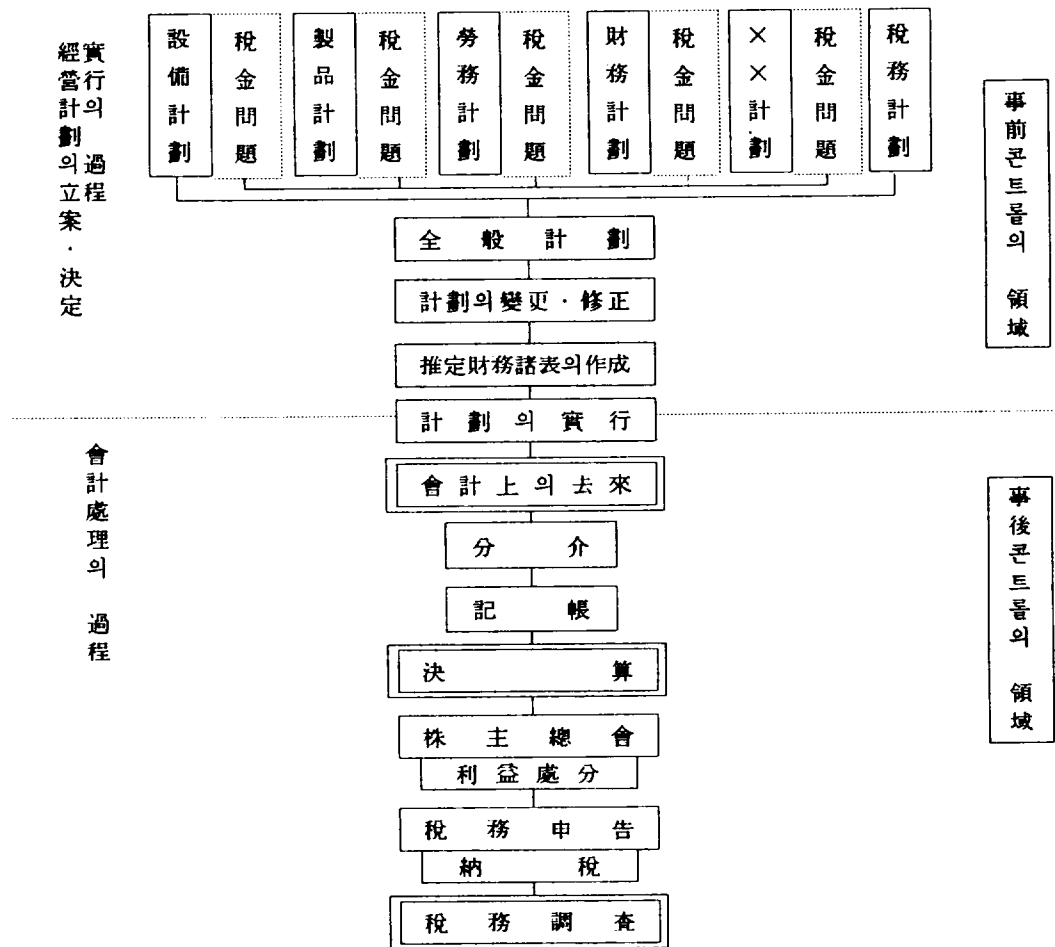 設備計劃
稅金問題
製品計劃
稅金問題
勞務計劃
稅金問題
財務計劃
稅金問題
××計劃
稅金問題
稅務計劃
經營計劃의立案·決定
實行의 過程
事前콘트롤의 領域
全般計劃
計劃의變更·修正
推定財務諸表의作成
計劃의實行
會計處理의 過程
事後콘트롤의 領域
會計上의去來
分介
記帳
決算
株主總會
利益處分
稅務申告
納稅
稅務調査